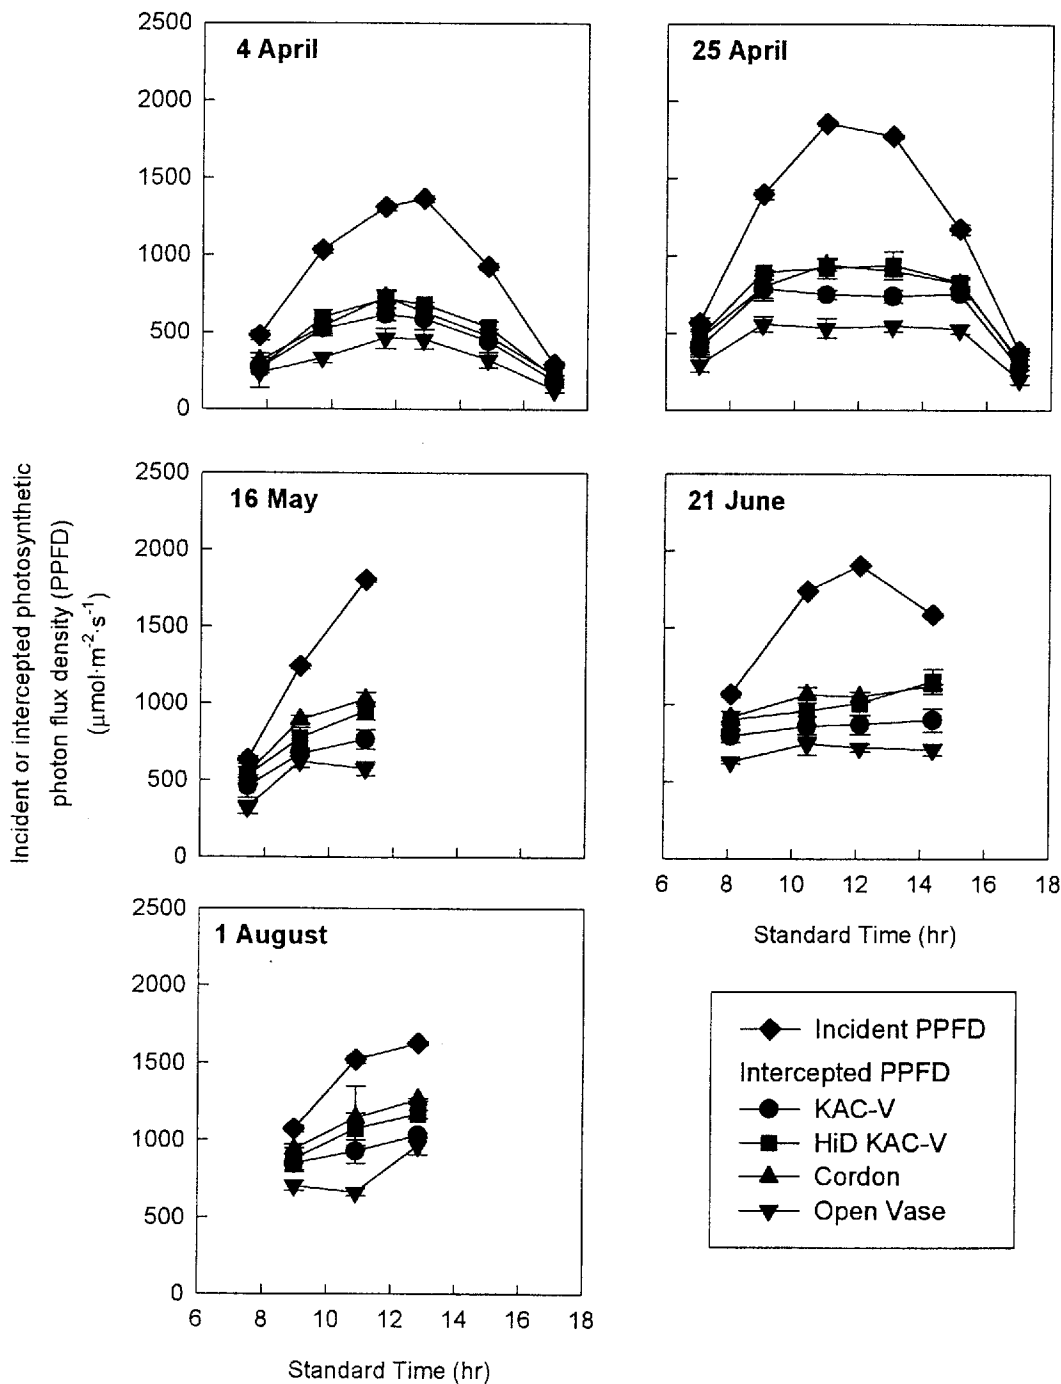 Incident or intercepted photosynthetic
photon flux density (PPFD)
(μmol·m⁻²·s⁻¹)
2500
2000
1500
1000
500
0
4 April
25 April
2500
2000
1500
1000
500
0
16 May
21 June
6 8 10 12 14 16 18
Standard Time (hr)
2500
2000
1500
1000
500
0
1 August
6 8 10 12 14 16 18
Standard Time (hr)
Incident PPFD
Intercepted PPFD
KAC-V
HiD KAC-V
Cordon
Open Vase